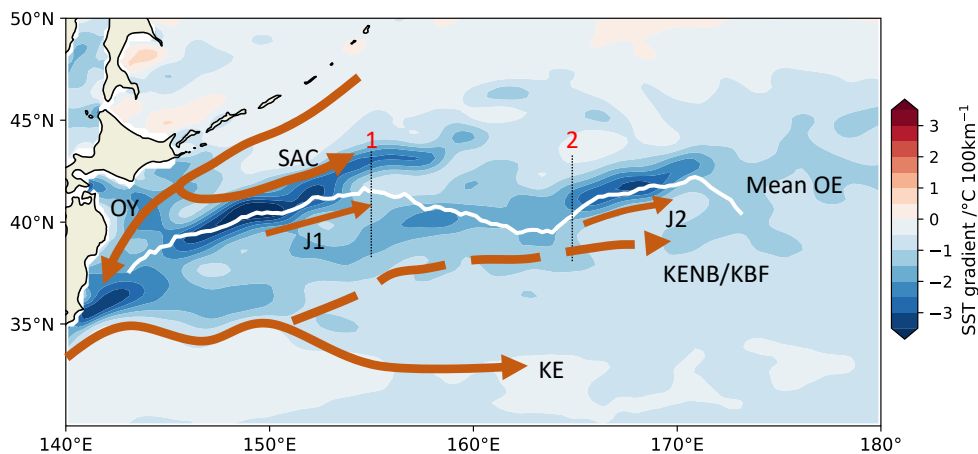 50°N
45°N
40°N
35°N
140°E
150°E
160°E
170°E
180°
1
2
SAC
OY
J1
J2
Mean OE
KENB/KBF
KE
3
2
1
0
−1
−2
−3
SST gradient /°C 100km⁻¹